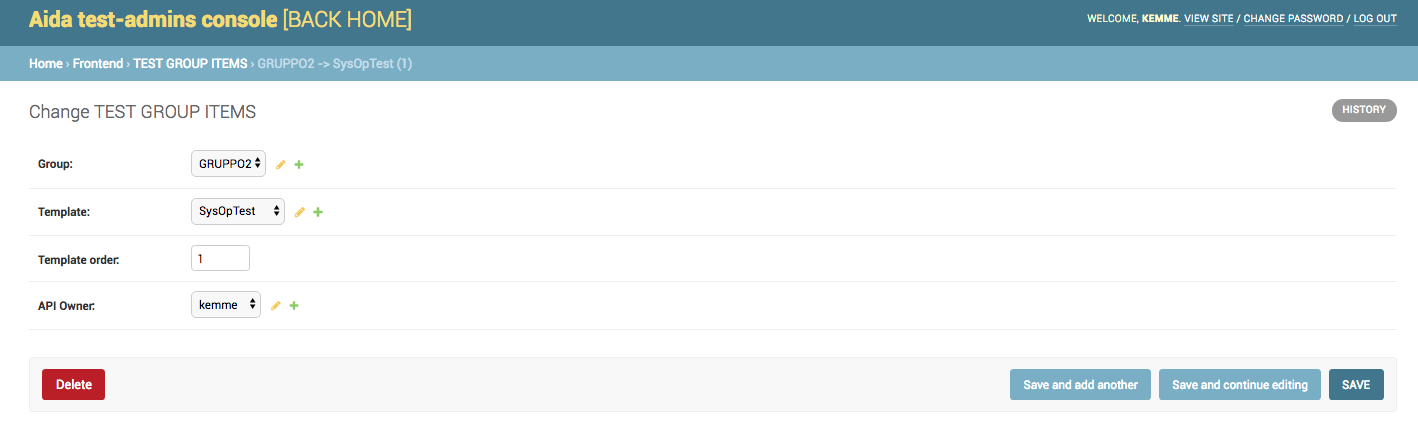 Aida test-admins console [BACK HOME]
WELCOME, KEMME. VIEW SITE / CHANGE PASSWORD / LOG OUT
Home › Frontend › TEST GROUP ITEMS › GRUPPO2 -> SysOpTest (1)
Change TEST GROUP ITEMS
HISTORY
Group: GRUPPO2
Template: SysOpTest
Template order: 1
API Owner: kemme
Delete Save and add another Save and continue editing SAVE